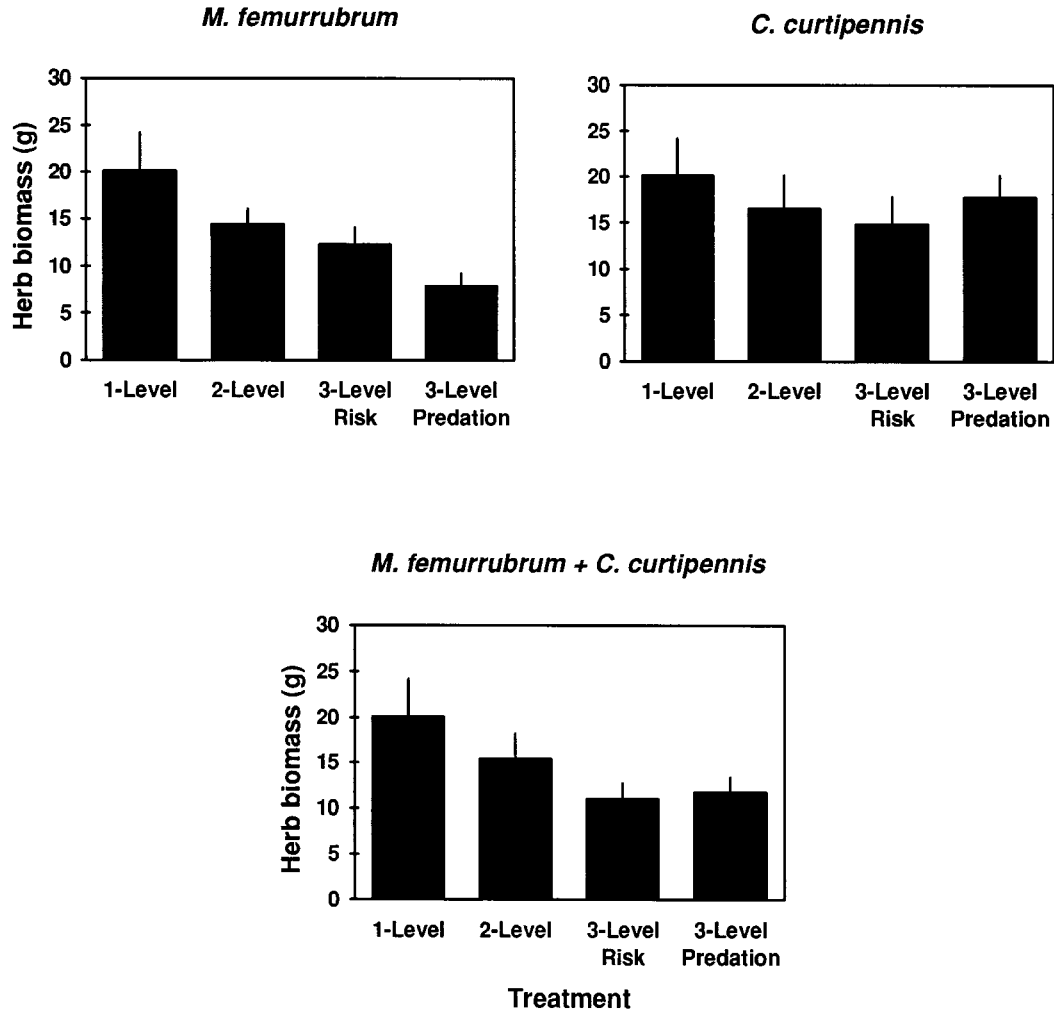 M. femurrubrum
C. curtipennis
30
25
20
15
10
5
0
Herb biomass (g)
1-Level 2-Level 3-Level Risk 3-Level Predation
30
25
20
15
10
5
0
1-Level 2-Level 3-Level Risk 3-Level Predation
M. femurrubrum + C. curtipennis
30
25
20
15
10
5
0
Herb biomass (g)
1-Level 2-Level 3-Level Risk 3-Level Predation
Treatment